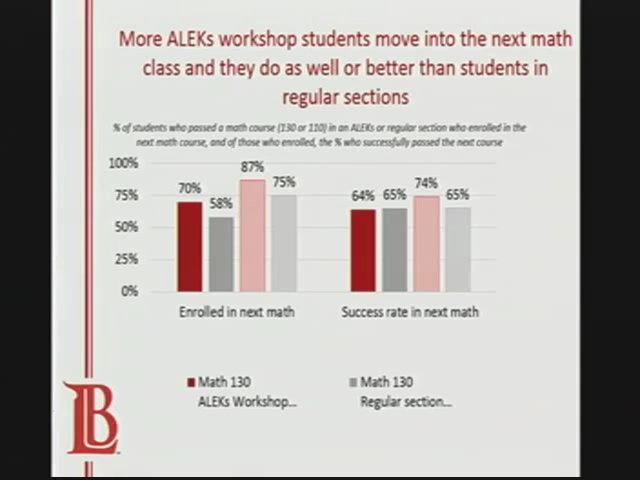 More ALEKs workshop students move into the next math
class and they do as well or better than students in
regular sections
% of students who passed a math course (130 or 110) in an ALEKs or regular section who enrolled in the
next math course, and of those who enrolled, the % who successfully passed the next course
100%
75%
50%
25%
0%
70%
58%
87%
75%
64%
65%
74%
65%
Enrolled in next math
Success rate in next math
Math 130
ALEKs Workshop...
Math 130
Regular section...
LB